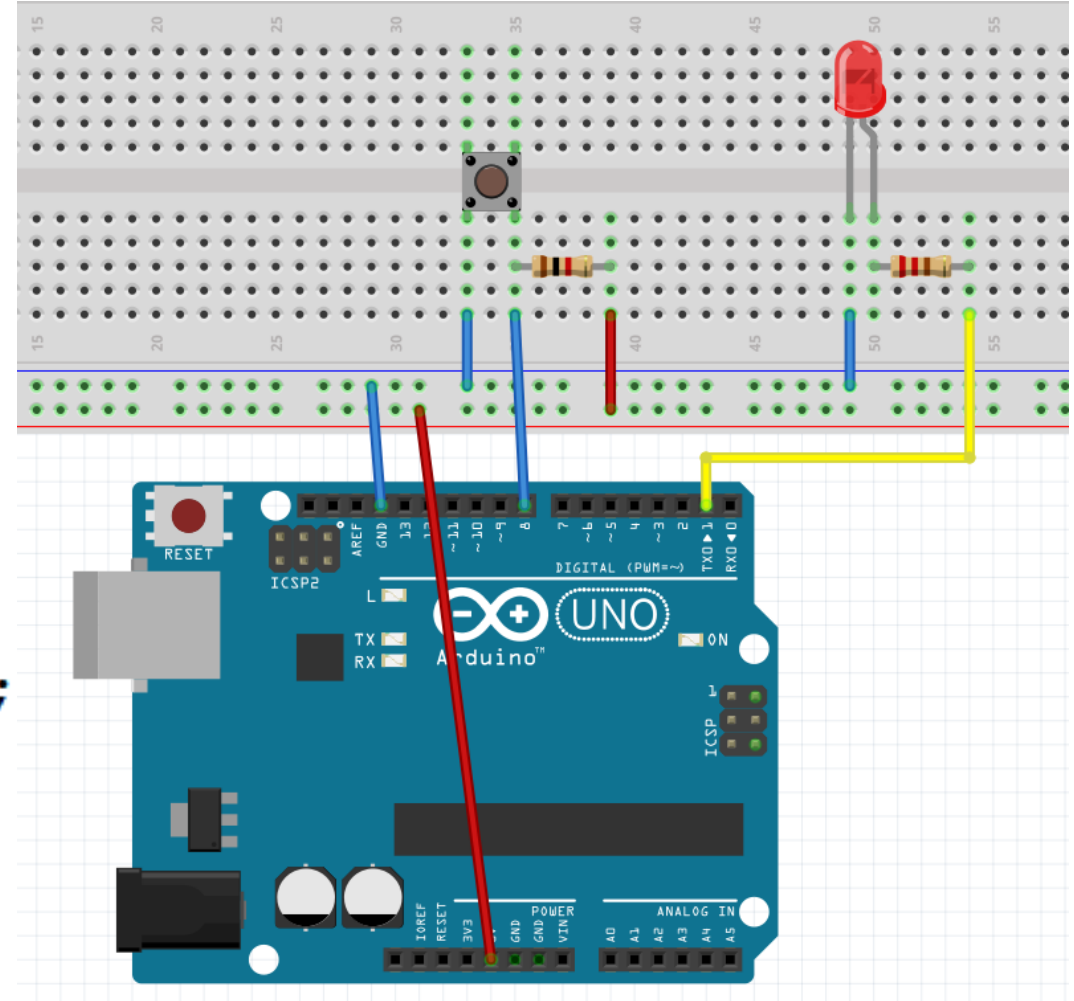 15 20 25 30 35 40 45 50 55
15 20 25 30 35 40 45 50 55
AREF GND 13 ~11 ~10 ~9 8 7 ~6 ~5 4 ~3 2 TX0▶1 RX0◀0
RESET
ICSP2
DIGITAL (PWM=~)
L
UNO
TX ON
RX Arduino™
1
ICSP
POWER ANALOG IN
IOREF RESET 3V3 GND GND VIN A0 A1 A2 A3 A4 A5